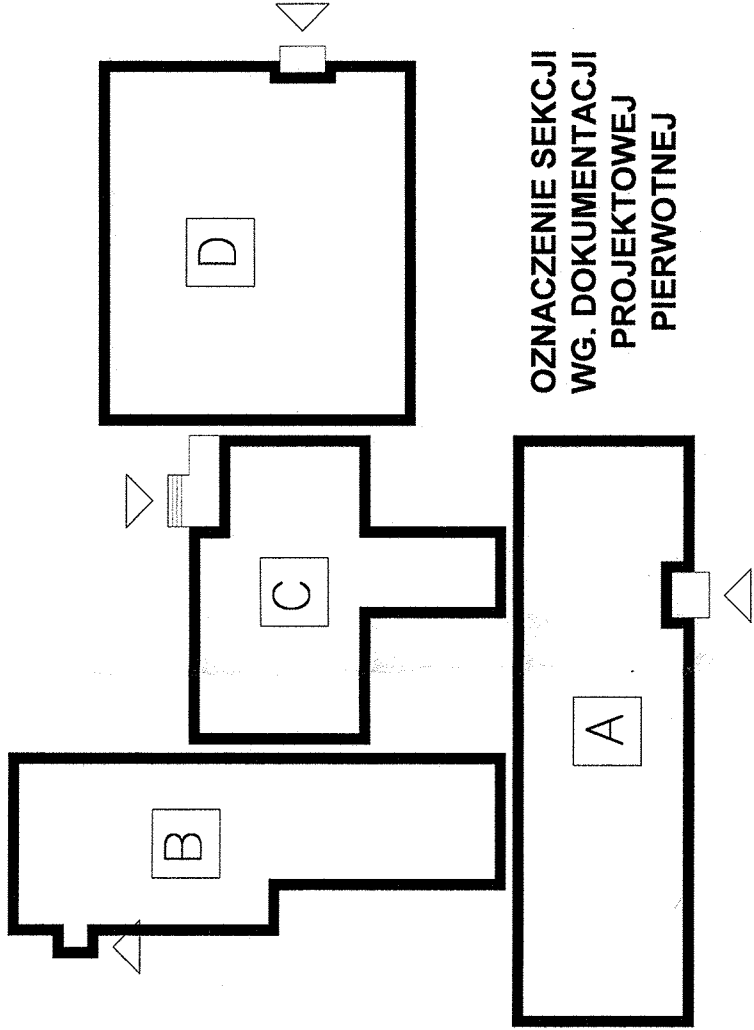 B
D
C
A
OZNACZENIE SEKCJI
WG. DOKUMENTACJI
PROJEKTOWEJ
PIERWOTNEJ